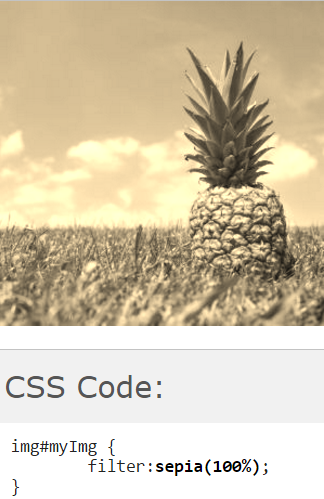 CSS Code:
img#myImg {
filter:sepia(100%);
}